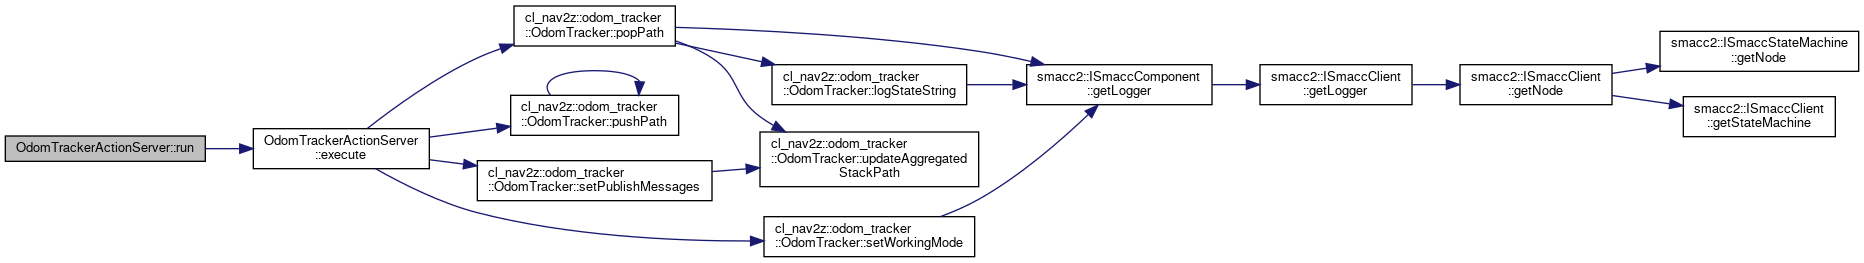 OdomTrackerActionServer::run
OdomTrackerActionServer
::execute
cl_nav2z::odom_tracker
::OdomTracker::popPath
cl_nav2z::odom_tracker
::OdomTracker::pushPath
cl_nav2z::odom_tracker
::OdomTracker::setPublishMessages
cl_nav2z::odom_tracker
::OdomTracker::logStateString
cl_nav2z::odom_tracker
::OdomTracker::updateAggregated
StackPath
cl_nav2z::odom_tracker
::OdomTracker::setWorkingMode
smacc2::ISmaccComponent
::getLogger
smacc2::ISmaccClient
::getLogger
smacc2::ISmaccClient
::getNode
smacc2::ISmaccStateMachine
::getNode
smacc2::ISmaccClient
::getStateMachine